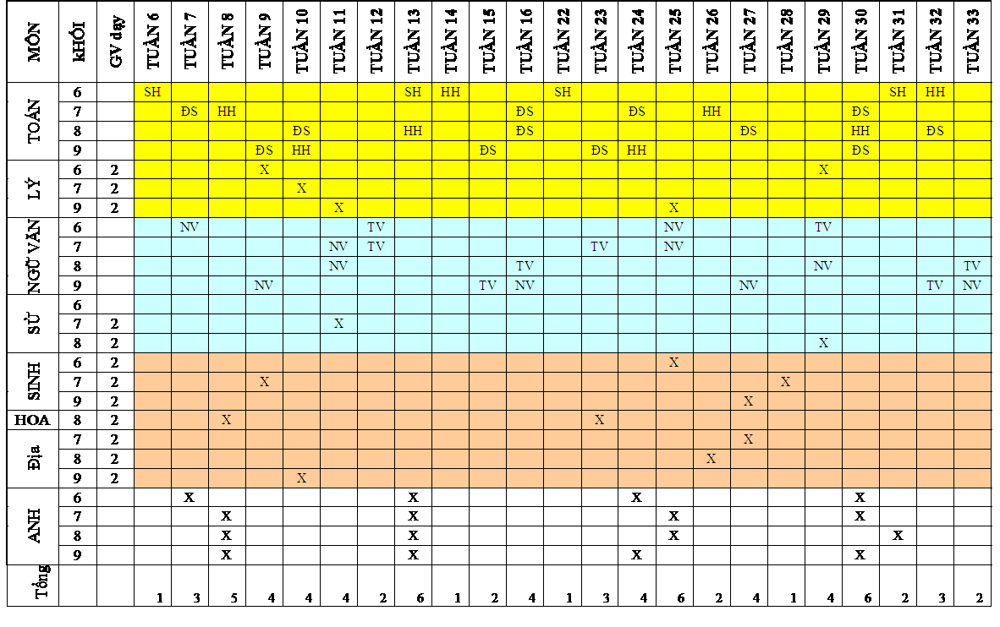 MÔN kHỐI GV dạy TUẦN 6 TUẦN 7 TUẦN 8 TUẦN 9 TUẦN 10 TUẦN 11 TUẦN 12 TUẦN 13 TUẦN 14 TUẦN 15 TUẦN 16 TUẦN 22 TUẦN 23 TUẦN 24 TUẦN 25 TUẦN 26 TUẦN 27 TUẦN 28 TUẦN 29 TUẦN 30 TUẦN 31 TUẦN 32 TUẦN 33
TOÁN
6 SH SH HH SH SH HH
7 ĐS HH ĐS ĐS HH ĐS
8 ĐS HH ĐS ĐS HH ĐS
9 ĐS HH ĐS ĐS HH ĐS
LÝ
6 2 X X
7 2 X
9 2 X X
NGỮ VĂN
6 NV TV NV TV
7 NV TV TV NV
8 NV TV NV TV
9 NV TV NV NV TV NV
SỬ
6
7 2 X
8 2 X
SINH
6 2 X
7 2 X X
9 2 X
HOA 8 2 X X
Địa
7 2 X
8 2 X
9 2 X
ANH
6 X X X X
7 X X X X
8 X X X X
9 X X X X
Tổng 1 3 5 4 4 4 2 6 1 2 4 1 3 4 6 2 4 1 4 6 2 3 2